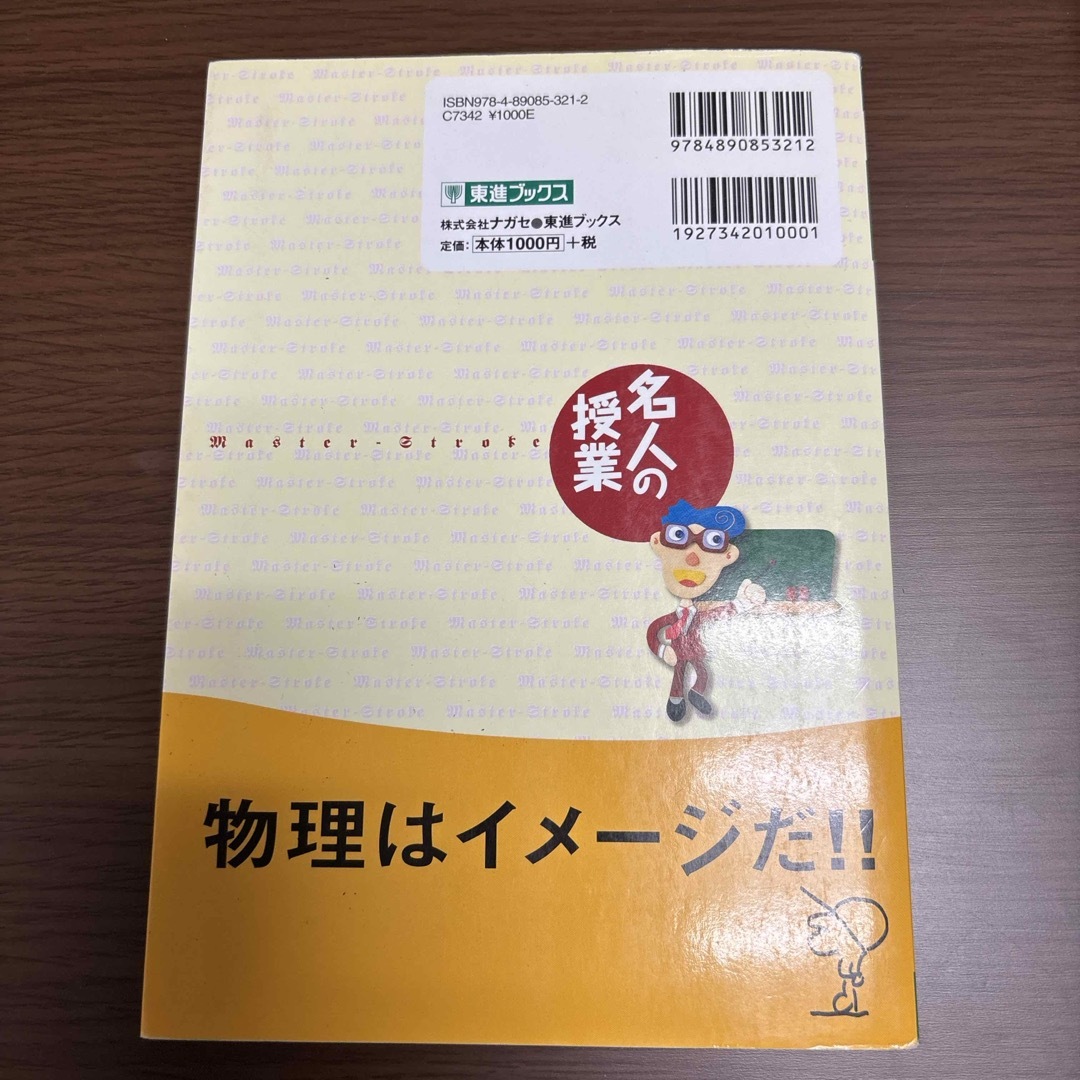 ISBN978-4-89085-321-2
C7342 ¥1000E
9784890853212
東進ブックス
株式会社ナガセ●東進ブックス
定価：本体1000円＋税
1927342010001
名人の
授業
Master-Stroke
物理はイメージだ!!